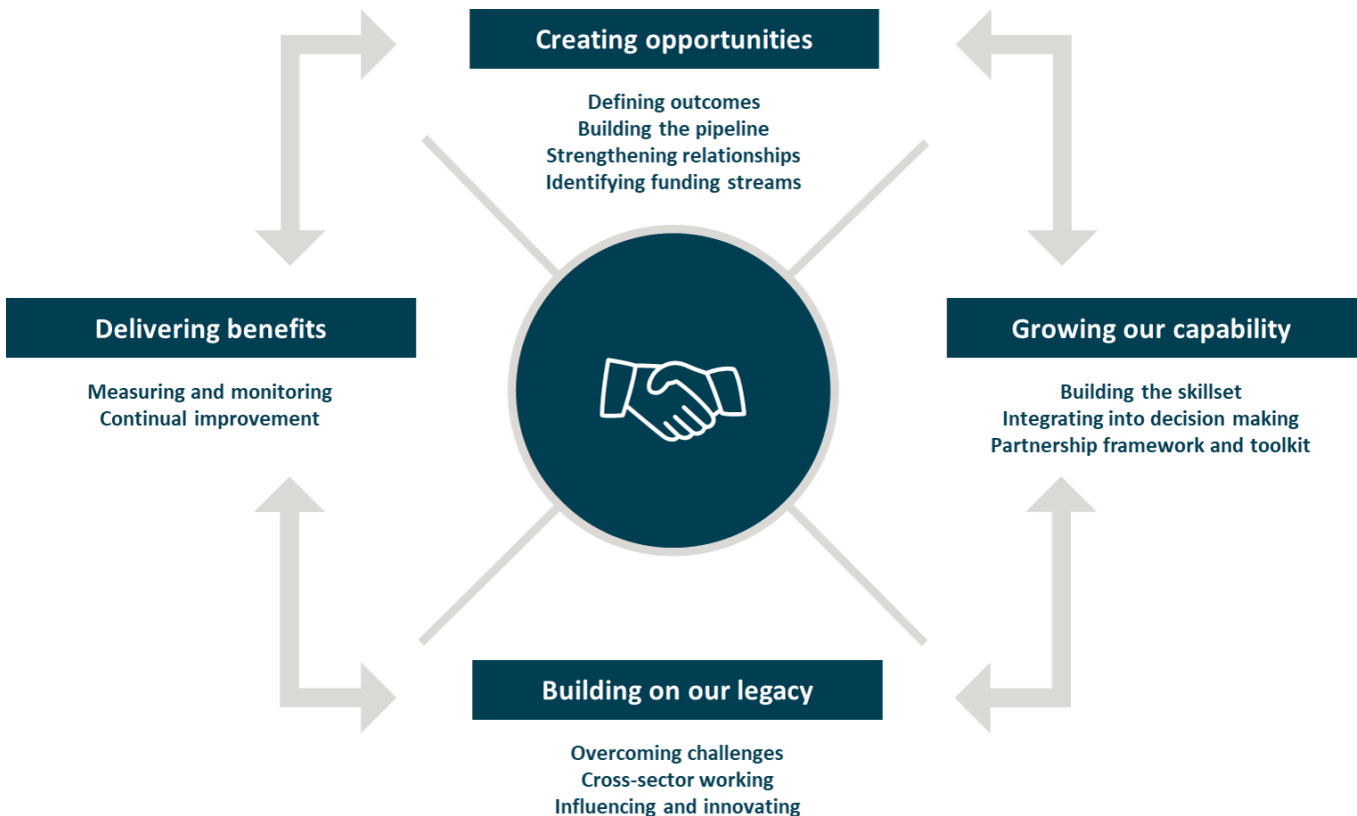 Creating opportunities
Defining outcomes
Building the pipeline
Strengthening relationships
Identifying funding streams
Delivering benefits
Measuring and monitoring
Continual improvement
Growing our capability
Building the skillset
Integrating into decision making
Partnership framework and toolkit
Building on our legacy
Overcoming challenges
Cross-sector working
Influencing and innovating